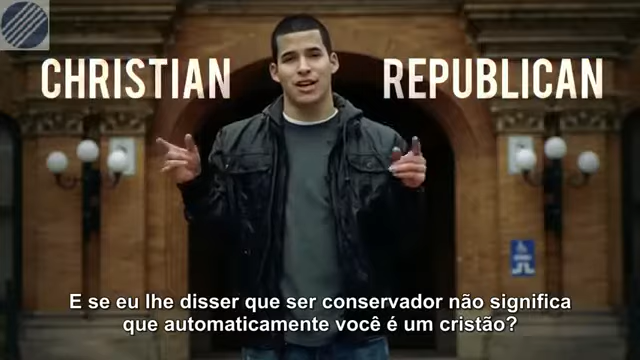 CHRISTIAN REPUBLICAN
E se eu lhe disser que ser conservador não significa
que automaticamente você é um cristão?